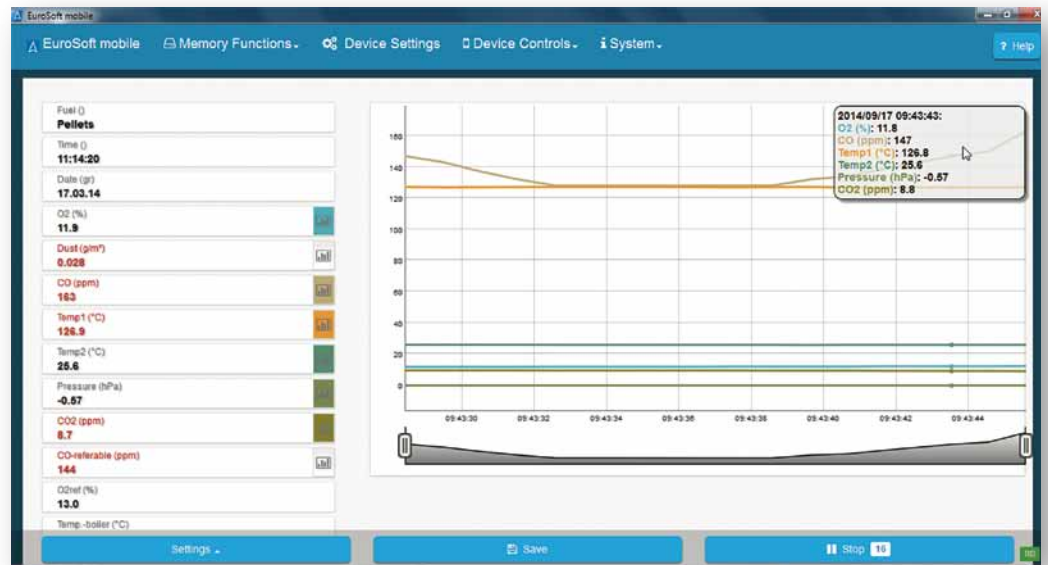 EuroSoft mobile
EuroSoft mobile Memory Functions Device Settings Device Controls System ? Help
Fuel ()
Pellets
Time ()
11:14:20
Date (gr)
17.03.14
O2 (%)
11.9
Dust (g/m³)
0.028
CO (ppm)
163
Temp1 (°C)
126.9
Temp2 (°C)
25.6
Pressure (hPa)
-0.57
CO2 (ppm)
8.7
CO-referable (ppm)
144
O2ref (%)
13.0
Temp.-boiler (°C)
160
140
120
100
80
60
40
20
0
09:43:30 09:43:32 09:43:34 09:43:36 09:43:38 09:43:40 09:43:42 09:43:44
2014/09/17 09:43:43:
O2 (%): 11.8
CO (ppm): 147
Temp1 (°C): 126.8
Temp2 (°C): 25.6
Pressure (hPa): -0.57
CO2 (ppm): 8.8
Settings Save Stop 16